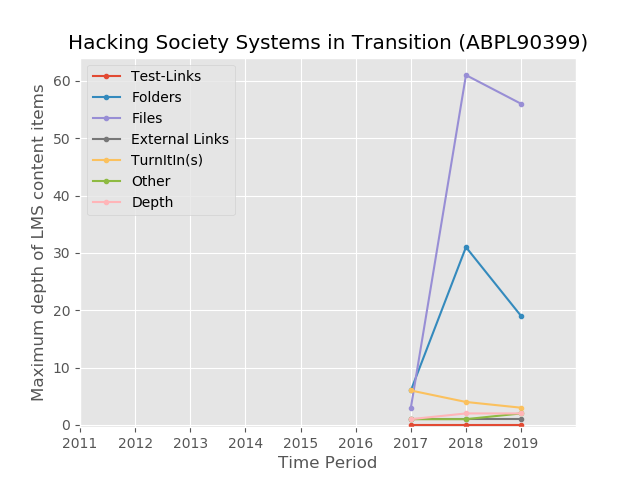 Hacking Society Systems in Transition (ABPL90399)
Test-Links
Folders
Files
External Links
TurnItIn(s)
Other
Depth
Maximum depth of LMS content items
60
50
40
30
20
10
0
2011 2012 2013 2014 2015 2016 2017 2018 2019
Time Period